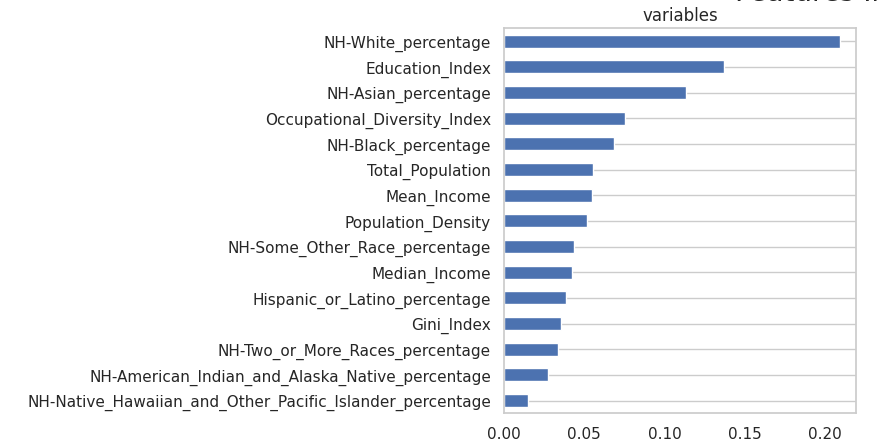 variables
NH-White_percentage
Education_Index
NH-Asian_percentage
Occupational_Diversity_Index
NH-Black_percentage
Total_Population
Mean_Income
Population_Density
NH-Some_Other_Race_percentage
Median_Income
Hispanic_or_Latino_percentage
Gini_Index
NH-Two_or_More_Races_percentage
NH-American_Indian_and_Alaska_Native_percentage
NH-Native_Hawaiian_and_Other_Pacific_Islander_percentage
0.00 0.05 0.10 0.15 0.20